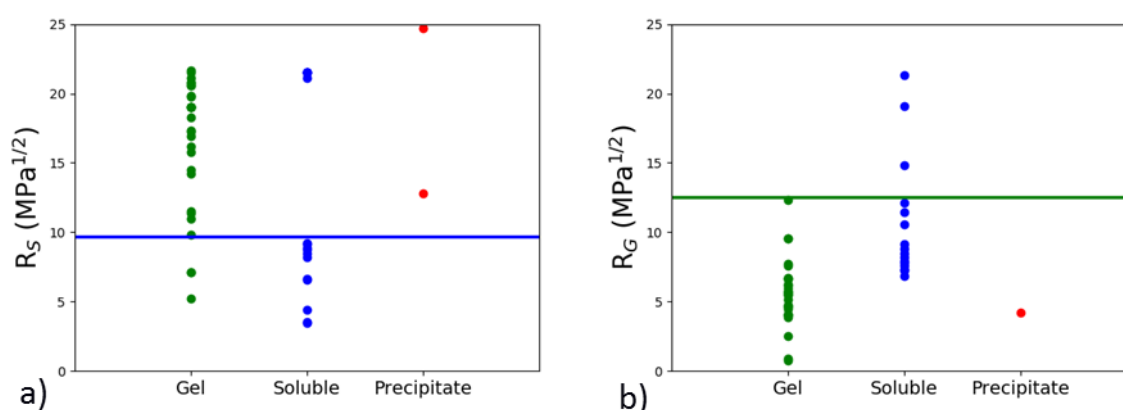 25
20
15
10
5
0
R_S (MPa^{1/2})
Gel Soluble Precipitate
a)
25
20
15
10
5
0
R_G (MPa^{1/2})
Gel Soluble Precipitate
b)